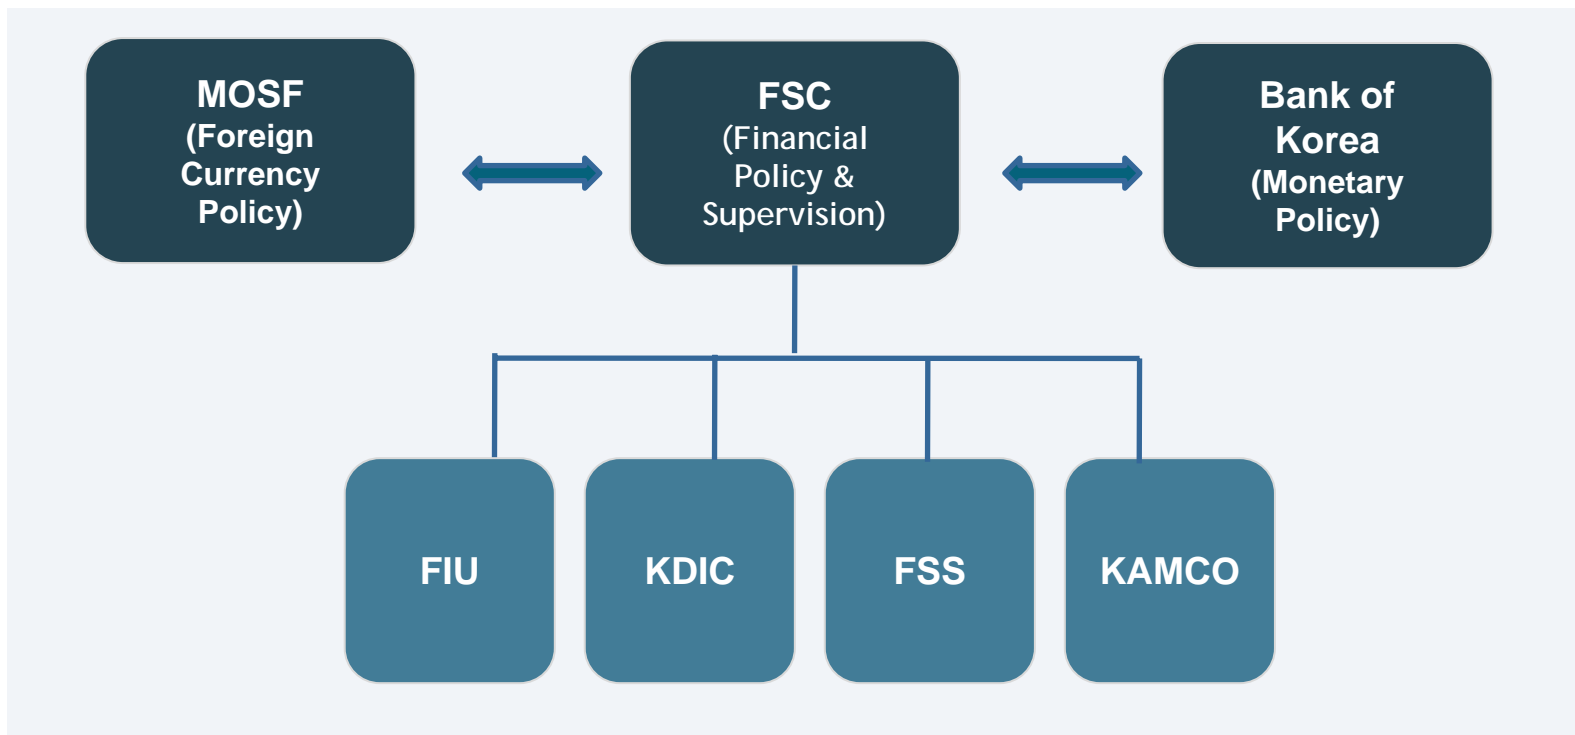 MOSF
(Foreign
Currency
Policy)
FSC
(Financial
Policy &
Supervision)
Bank of
Korea
(Monetary
Policy)
FIU
KDIC
FSS
KAMCO